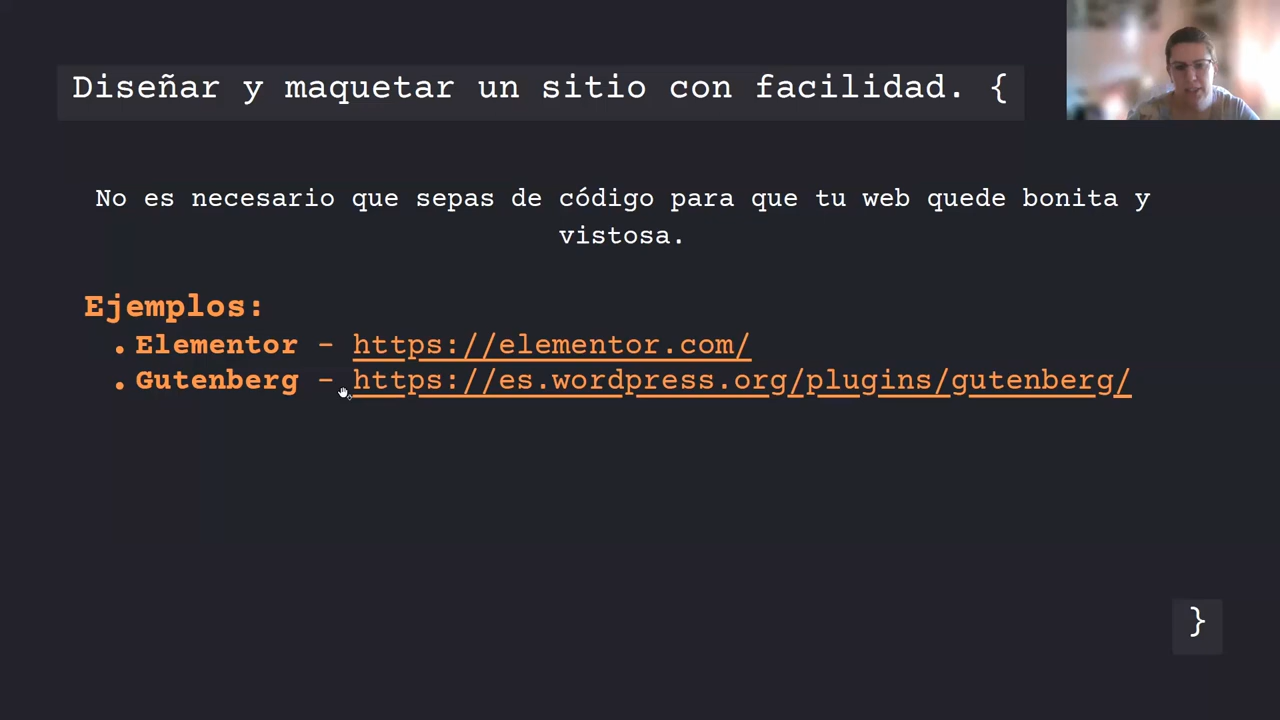 Diseñar y maquetar un sitio con facilidad. {
No es necesario que sepas de código para que tu web quede bonita y
vistosa.
Ejemplos:
• Elementor - https://elementor.com/
• Gutenberg - https://es.wordpress.org/plugins/gutenberg/
}